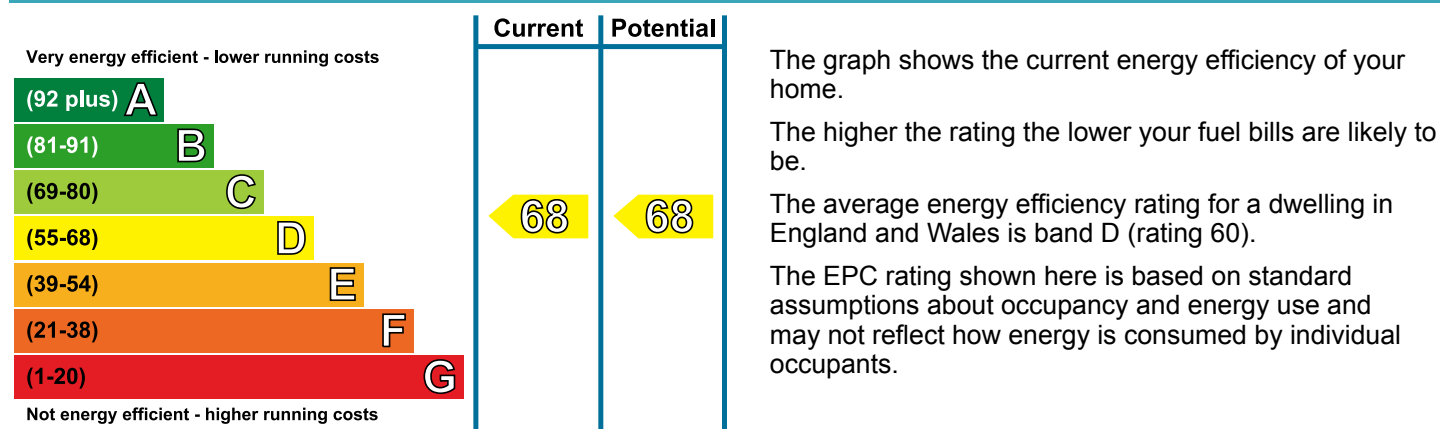 Current Potential
Very energy efficient - lower running costs
(92 plus) A
(81-91) B
(69-80) C
(55-68) D
(39-54) E
(21-38) F
(1-20) G
Not energy efficient - higher running costs
68 68
The graph shows the current energy efficiency of your
home.
The higher the rating the lower your fuel bills are likely to
be.
The average energy efficiency rating for a dwelling in
England and Wales is band D (rating 60).
The EPC rating shown here is based on standard
assumptions about occupancy and energy use and
may not reflect how energy is consumed by individual
occupants.